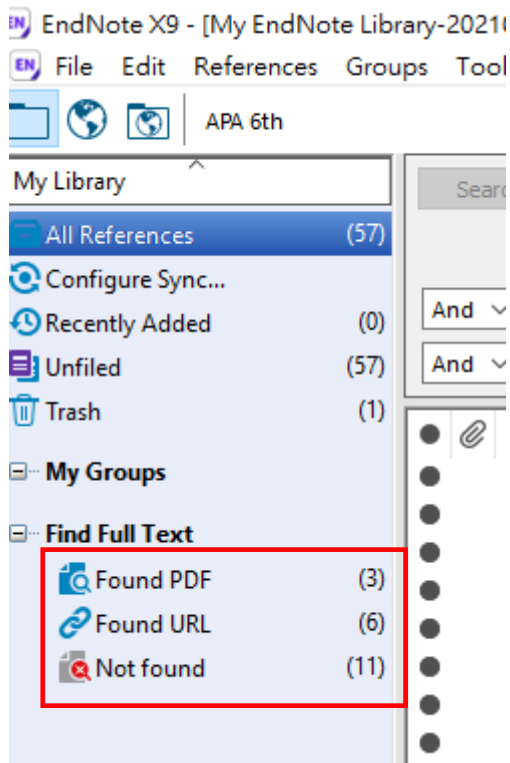 EndNote X9 - [My EndNote Library-2021
File Edit References Groups Tool
APA 6th
My Library
Searc
All References (57)
Configure Sync...
Recently Added (0)
And
Unfiled (57)
And
Trash (1)
My Groups
Find Full Text
Found PDF (3)
Found URL (6)
Not found (11)